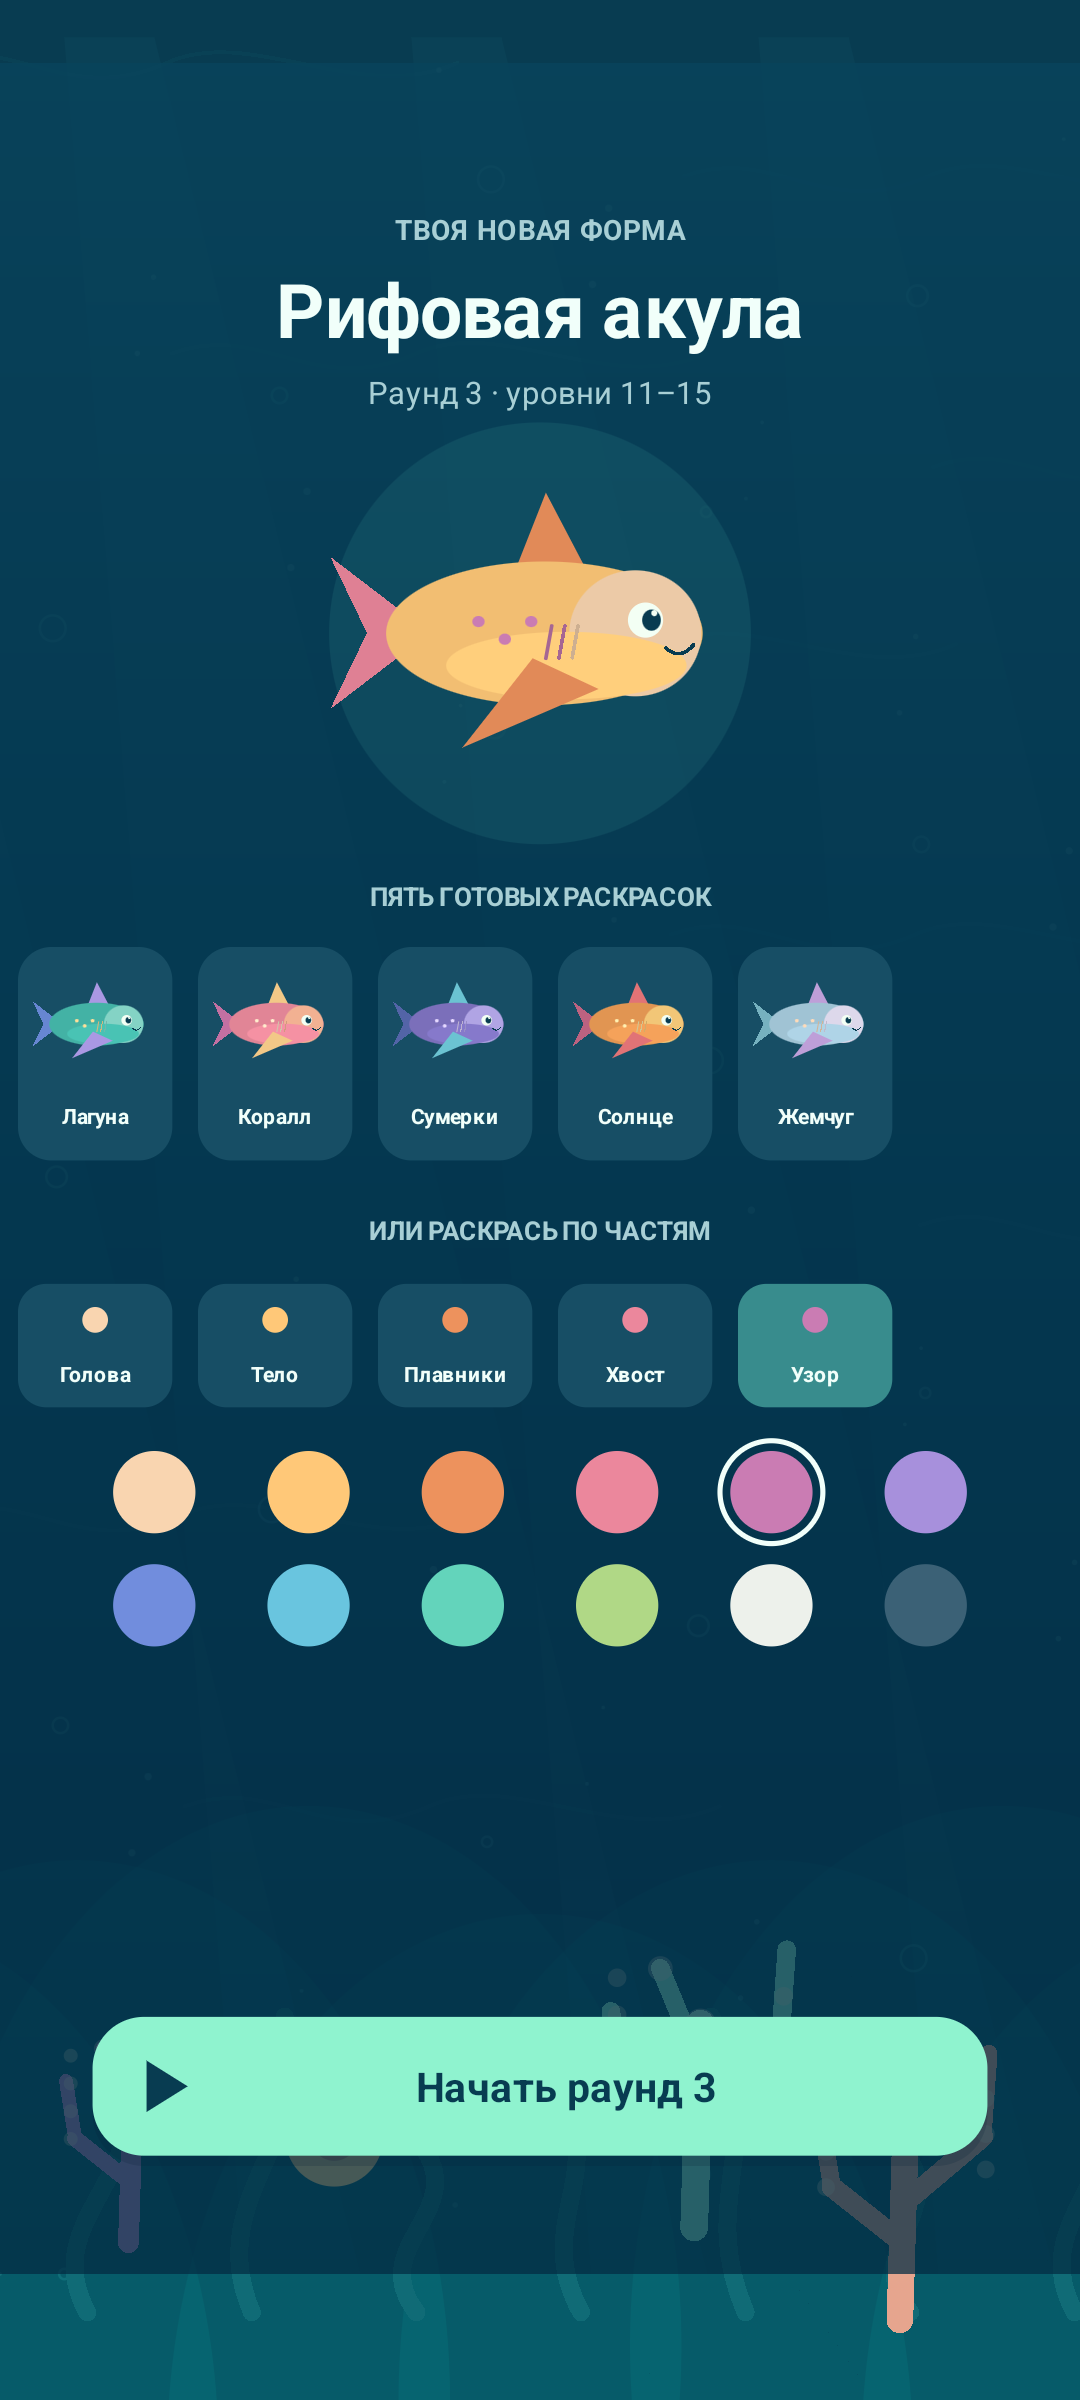 ТВОЯ НОВАЯ ФОРМА
Рифовая акула
Раунд 3 · уровни 11–15
ПЯТЬ ГОТОВЫХ РАСКРАСОК
Лагуна
Коралл
Сумерки
Солнце
Жемчуг
ИЛИ РАСКРАСЬ ПО ЧАСТЯМ
Голова
Тело
Плавники
Хвост
Узор
Начать раунд 3